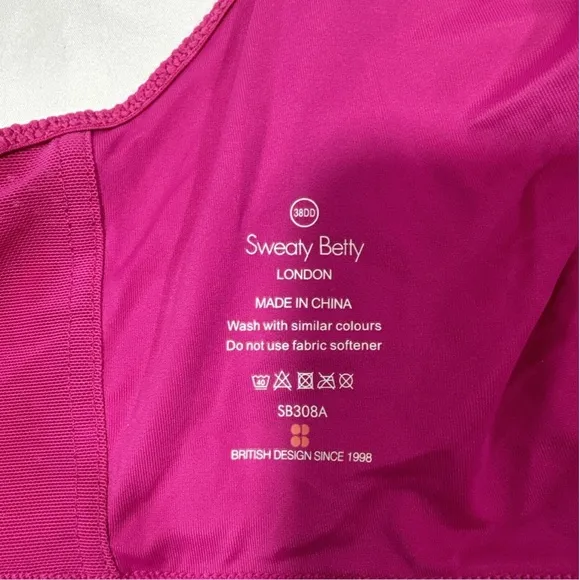 38DD
Sweaty Betty
LONDON
MADE IN CHINA
Wash with similar colours
Do not use fabric softener
40
SB308A
BRITISH DESIGN SINCE 1998